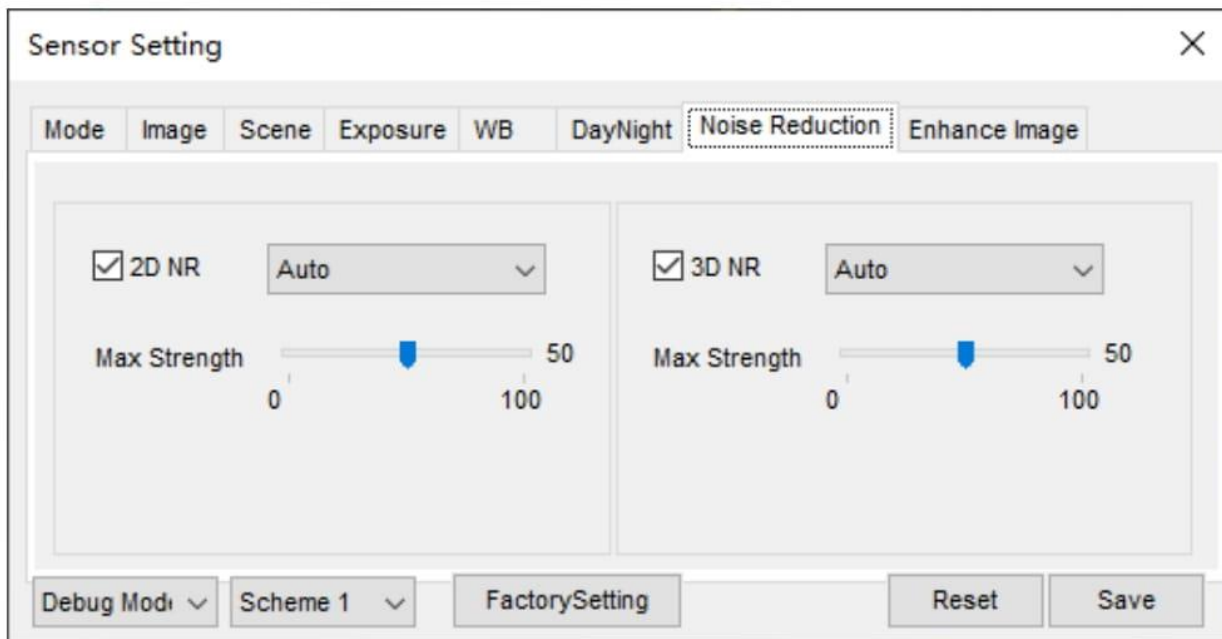 Sensor Setting
Mode Image Scene Exposure WB DayNight Noise Reduction Enhance Image
2D NR Auto 3D NR Auto
Max Strength 50 Max Strength 50
0 100 0 100
Debug Mod Scheme 1 FactorySetting Reset Save